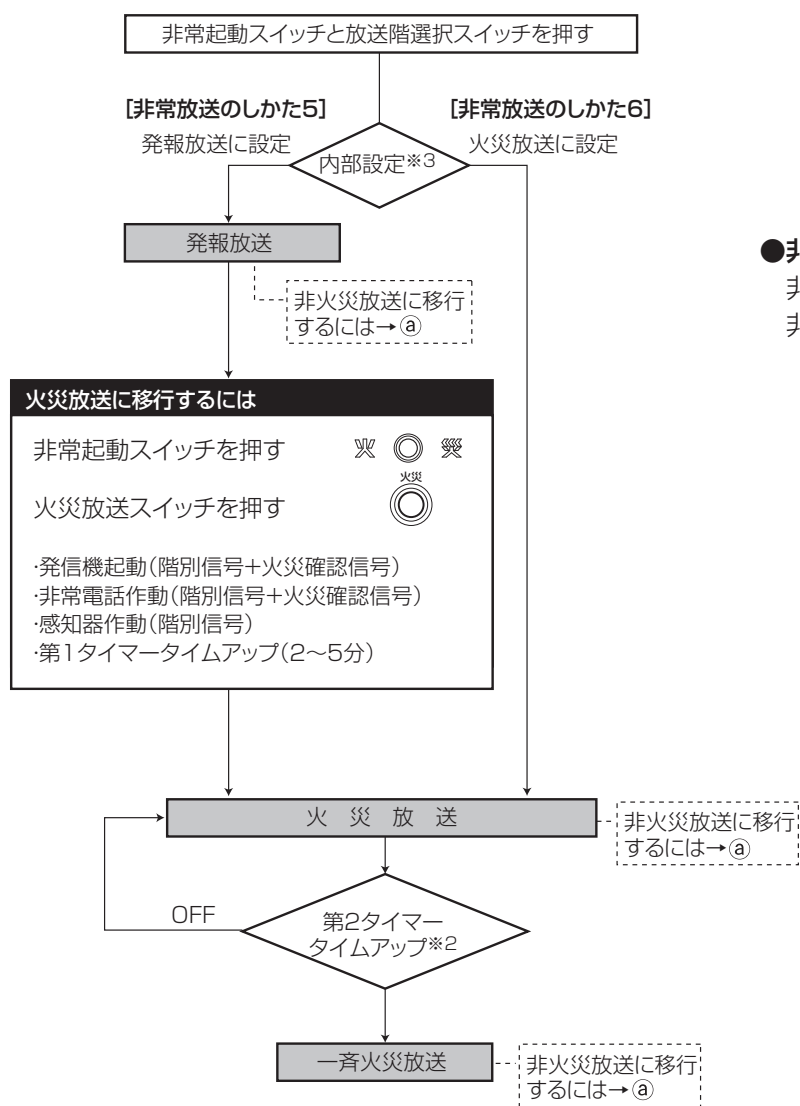 非常起動スイッチと放送階選択スイッチを押す
[非常放送のしかた5]
発報放送に設定
[非常放送のしかた6]
火災放送に設定
内部設定※3
発報放送
非火災放送に移行
するには→ⓐ
火災放送に移行するには
非常起動スイッチを押す
火災放送スイッチを押す
火災
・発信機起動(階別信号+火災確認信号)
・非常電話作動(階別信号+火災確認信号)
・感知器作動(階別信号)
・第1タイマータイムアップ(2〜5分)
火災放送
非火災放送に移行
するには→ⓐ
OFF
第2タイマー
タイムアップ※2
一斉火災放送
非火災放送に移行
するには→ⓐ
●非
非
非